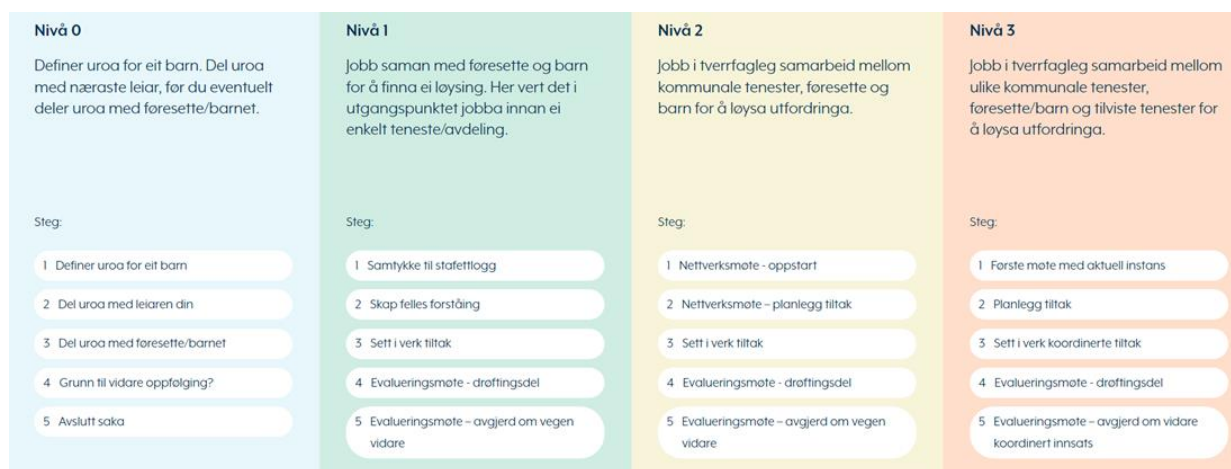 Nivå 0
Definer uroa for eit barn. Del uroa
med næraste leiar, før du eventuelt
deler uroa med føresette/barnet.
Steg:
1 Definer uroa for eit barn
2 Del uroa med leiaren din
3 Del uroa med føresette/barnet
4 Grunn til vidare oppfølging?
5 Avslutt saka
Nivå 1
Jobb saman med føresette og barn
for å finna ei løysing. Her vert det i
utgangspunktet jobba innan ei
enkelt teneste/avdeling.
Steg:
1 Samtykke til stafettlogg
2 Skap felles forståing
3 Sett i verk tiltak
4 Evalueringsmøte - drøftingsdel
5 Evalueringsmøte – avgjerd om vegen
vidare
Nivå 2
Jobb i tverrfagleg samarbeid mellom
kommunale tenester, føresette og
barn for å løysa utfordringa.
1 Nettverksmøte - oppstart
2 Nettverksmøte – planlegg tiltak
3 Sett i verk tiltak
4 Evalueringsmøte - drøftingsdel
5 Evalueringsmøte – avgjerd om vegen
vidare
Nivå 3
Jobb i tverrfagleg samarbeid mellom
ulike kommunale tenester,
føresette/barn og tilviste tenester for
å løysa utfordringa.
Steg:
1 Første møte med aktuell instans
2 Planlegg tiltak
3 Sett i verk koordinerte tiltak
4 Evalueringsmøte - drøftingsdel
5 Evalueringsmøte – avgjerd om vidare
koordinert innsats